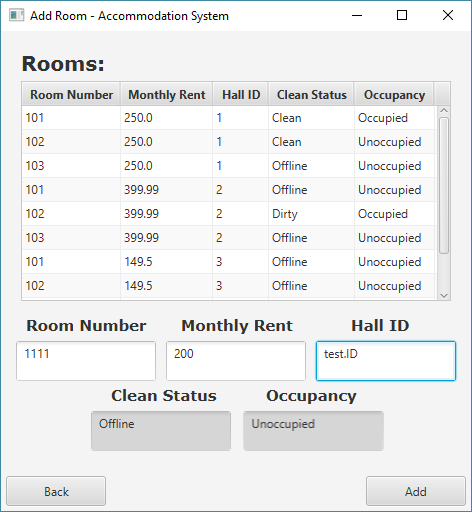 Add Room - Accommodation System
Rooms:
Room Number Monthly Rent Hall ID Clean Status Occupancy
101 250.0 1 Clean Occupied
102 250.0 1 Clean Unoccupied
103 250.0 1 Offline Unoccupied
101 399.99 2 Offline Unoccupied
102 399.99 2 Dirty Occupied
103 399.99 2 Offline Unoccupied
101 149.5 3 Offline Unoccupied
102 149.5 3 Offline Unoccupied
Room Number Monthly Rent Hall ID
1111 200 test.ID
Clean Status Occupancy
Offline Unoccupied
Back Add